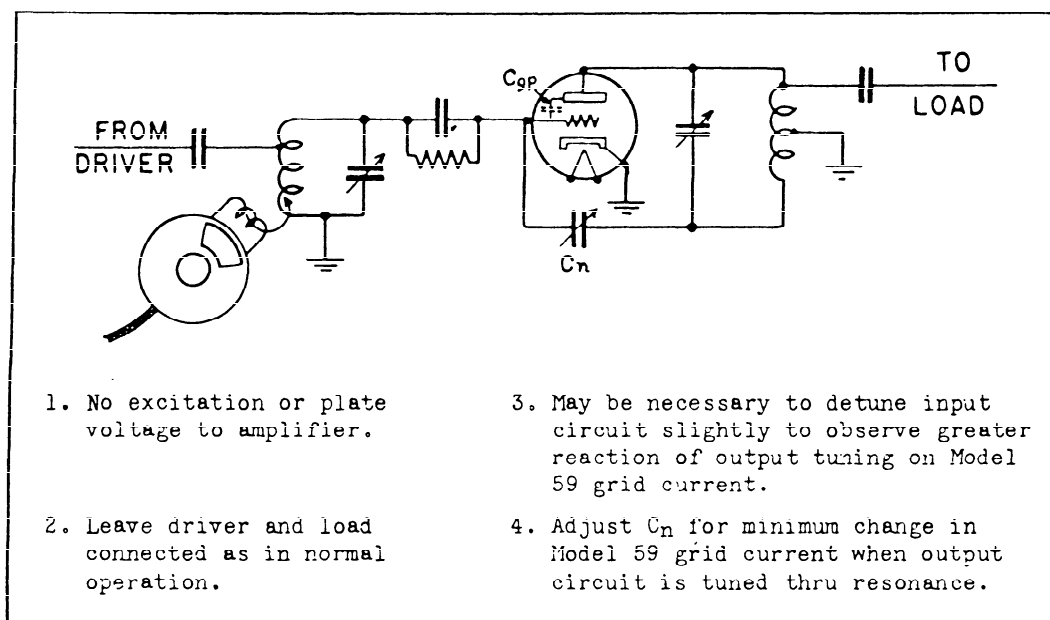 Cgp
TO
LOAD
FROM
DRIVER
Cn
1. No excitation or plate
voltage to amplifier.
2. Leave driver and load
connected as in normal
operation.
3. May be necessary to detune input
circuit slightly to observe greater
reaction of output tuning on Model
59 grid current.
4. Adjust Cn for minimum change in
Model 59 grid current when output
circuit is tuned thru resonance.